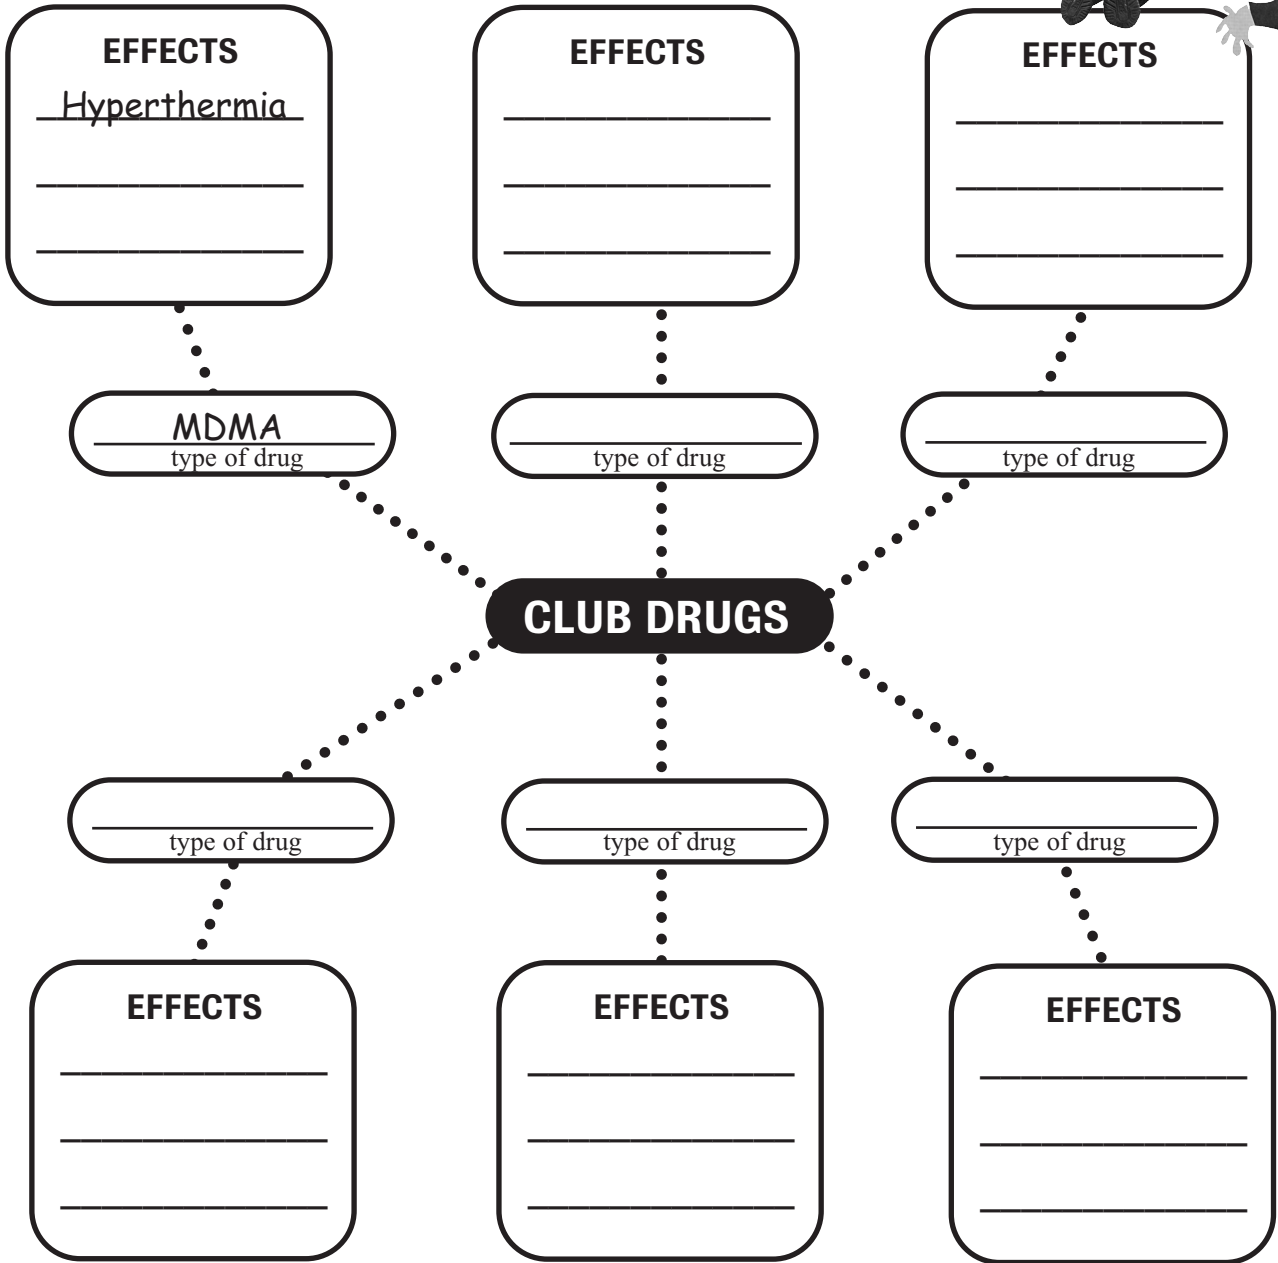 EFFECTS
EFFECTS
EFFECTS
Hyperthermia
MDMA
type of drug
type of drug
type of drug
CLUB DRUGS
type of drug
type of drug
type of drug
EFFECTS
EFFECTS
EFFECTS